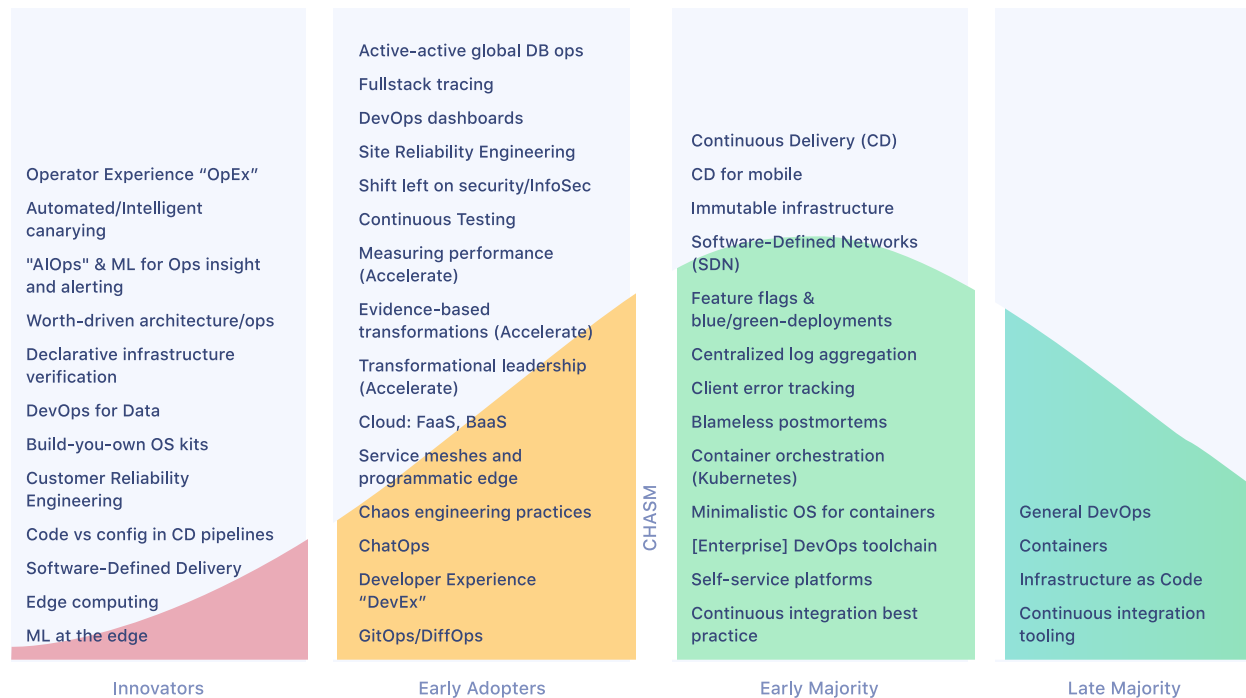 Operator Experience “OpEx”
Automated/Intelligent
canarying
"AIOps" & ML for Ops insight
and alerting
Worth-driven architecture/ops
Declarative infrastructure
verification
DevOps for Data
Build-you-own OS kits
Customer Reliability
Engineering
Code vs config in CD pipelines
Software-Defined Delivery
Edge computing
ML at the edge
Innovators
Active-active global DB ops
Fullstack tracing
DevOps dashboards
Site Reliability Engineering
Shift left on security/InfoSec
Continuous Testing
Measuring performance
(Accelerate)
Evidence-based
transformations (Accelerate)
Transformational leadership
(Accelerate)
Cloud: FaaS, BaaS
Service meshes and
programmatic edge
Chaos engineering practices
ChatOps
Developer Experience
“DevEx”
GitOps/DiffOps
Early Adopters
CHASM
Continuous Delivery (CD)
CD for mobile
Immutable infrastructure
Software-Defined Networks
(SDN)
Feature flags &
blue/green-deployments
Centralized log aggregation
Client error tracking
Blameless postmortems
Container orchestration
(Kubernetes)
Minimalistic OS for containers
[Enterprise] DevOps toolchain
Self-service platforms
Continuous integration best
practice
Early Majority
General DevOps
Containers
Infrastructure as Code
Continuous integration
tooling
Late Majority